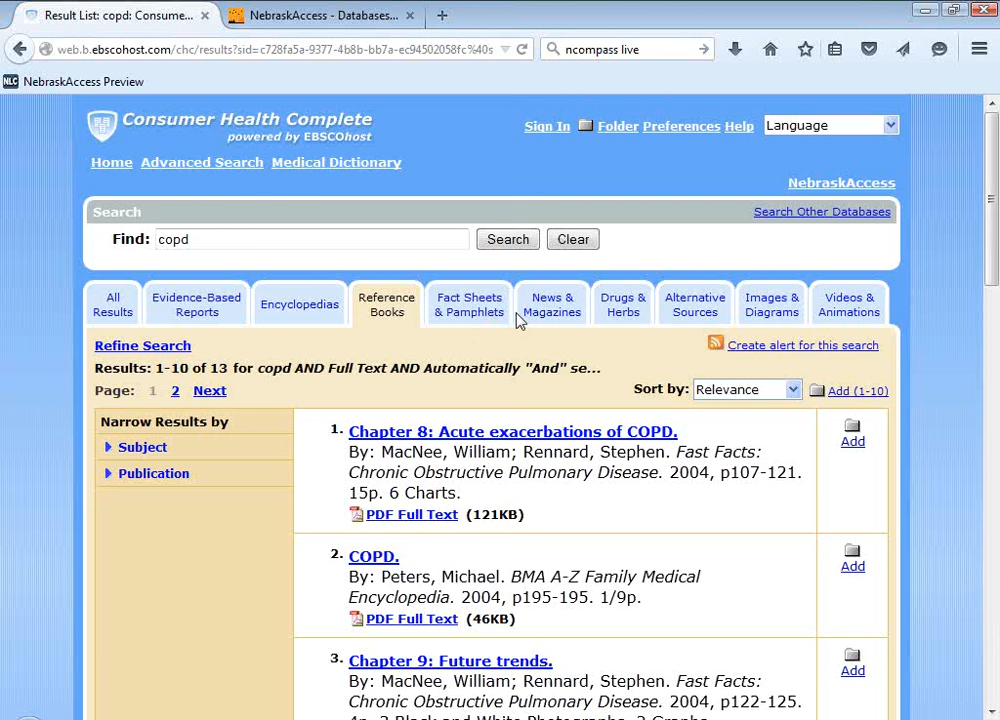 Result List: copd: Consume...
NebraskAccess - Databases...
web.b.ebscohost.com/chc/results?sid=c728fa5a-9377-4b8b-bb7a-ec94502058fc%40s
ncompass live
NLC NebraskAccess Preview
Consumer Health Complete
powered by EBSCOhost
Sign In Folder Preferences Help Language
Home Advanced Search Medical Dictionary
NebraskAccess
Search Search Other Databases
Find: copd Search Clear
All Results
Evidence-Based Reports
Encyclopedias
Reference Books
Fact Sheets & Pamphlets
News & Magazines
Drugs & Herbs
Alternative Sources
Images & Diagrams
Videos & Animations
Refine Search Create alert for this search
Results: 1-10 of 13 for copd AND Full Text AND Automatically "And" se...
Page: 1 2 Next Sort by: Relevance Add (1-10)
Narrow Results by
Subject
Publication
1. Chapter 8: Acute exacerbations of COPD.
By: MacNee, William; Rennard, Stephen. Fast Facts:
Chronic Obstructive Pulmonary Disease. 2004, p107-121.
15p. 6 Charts.
PDF Full Text (121KB)
Add
2. COPD.
By: Peters, Michael. BMA A-Z Family Medical
Encyclopedia. 2004, p195-195. 1/9p.
PDF Full Text (46KB)
Add
3. Chapter 9: Future trends.
By: MacNee, William; Rennard, Stephen. Fast Facts:
Chronic Obstructive Pulmonary Disease. 2004, p122-125.
Add